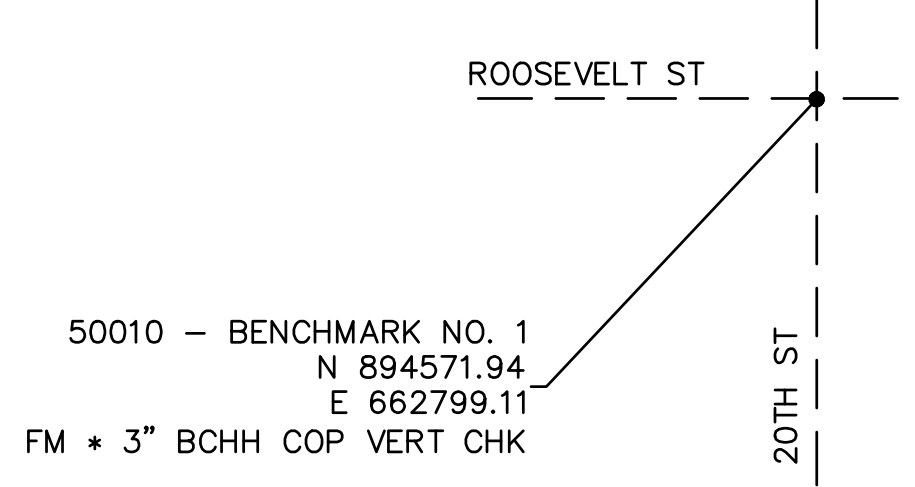 ROOSEVELT ST
50010 - BENCHMARK NO. 1
N 894571.94
E 662799.11
FM * 3" BCHH COP VERT CHK
20TH ST